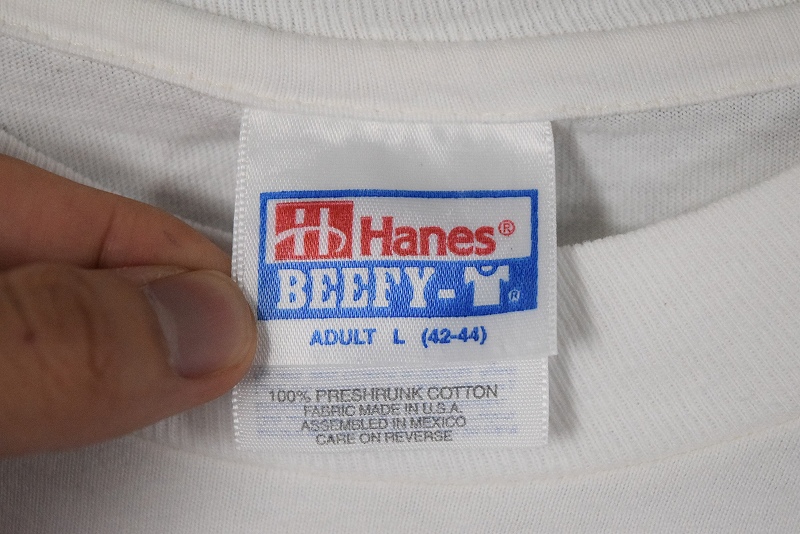 Hanes®
BEEFY-T®
ADULT L (42-44)
100% PRESHRUNK COTTON
FABRIC MADE IN U.S.A.
ASSEMBLED IN MEXICO
CARE ON REVERSE